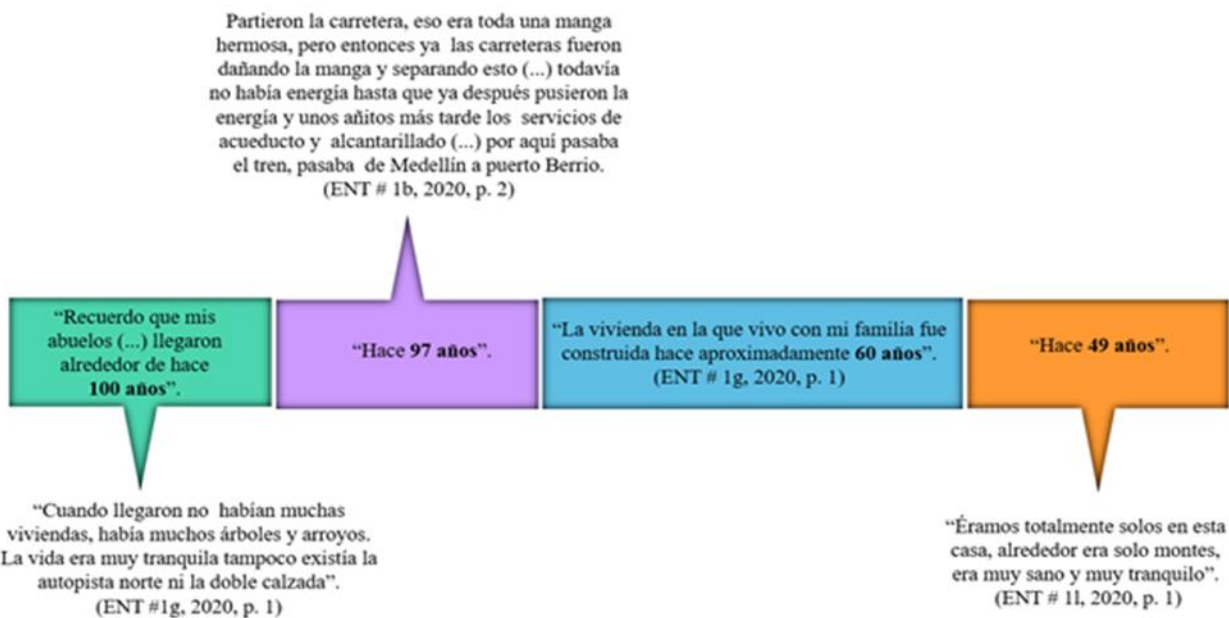 Partieron la carretera, eso era toda una manga
hermosa, pero entonces ya las carreteras fueron
dañando la manga y separando esto (...) todavía
no había energía hasta que ya después pusieron la
energía y unos añitos más tarde los servicios de
acueducto y alcantarillado (...) por aquí pasaba
el tren, pasaba de Medellín a puerto Berrio.
(ENT # 1b, 2020, p. 2)
“Recuerdo que mis
abuelos (...) llegaron
alrededor de hace
100 años”.
“Hace 97 años”.
“La vivienda en la que vivo con mi familia fue
construida hace aproximadamente 60 años”.
(ENT # 1g, 2020, p. 1)
“Hace 49 años”.
“Cuando llegaron no habían muchas
viviendas, había muchos árboles y arroyos.
La vida era muy tranquila tampoco existía la
autopista norte ni la doble calzada”.
(ENT #1g, 2020, p. 1)
“Éramos totalmente solos en esta
casa, alrededor era solo montes,
era muy sano y muy tranquilo”.
(ENT # 1l, 2020, p. 1)